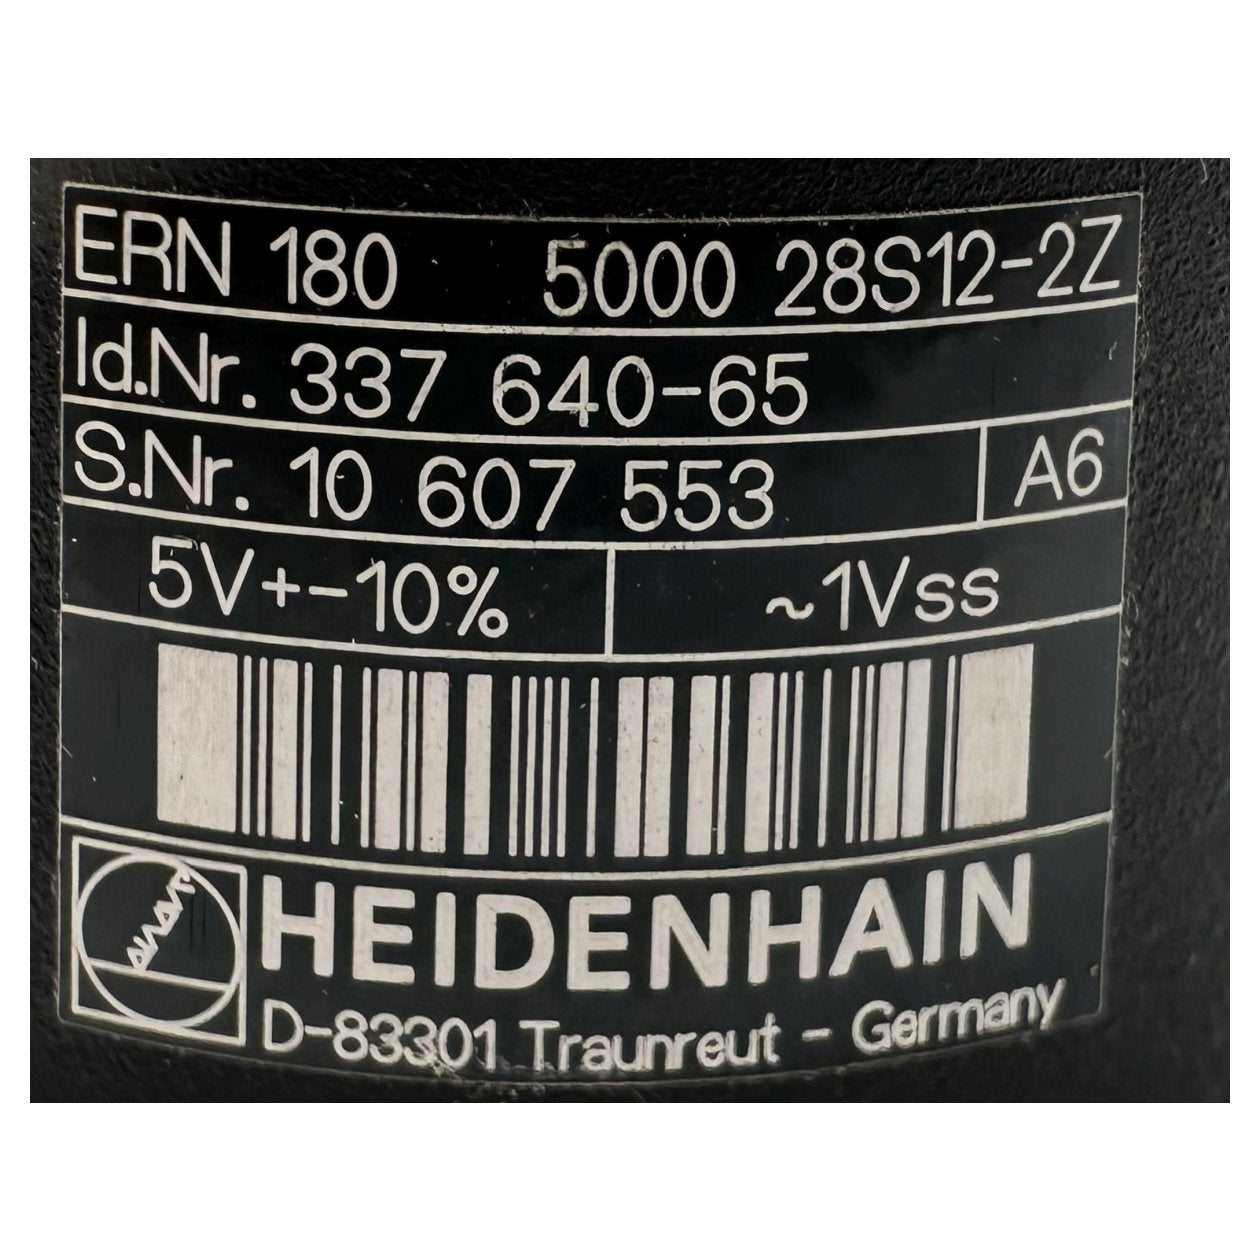 ERN 180 5000 28S12-2Z
Id.Nr. 337 640-65
S.Nr. 10 607 553 A6
5V+-10% ~1Vss
HEIDENHAIN
D-83301 Traunreut - Germany